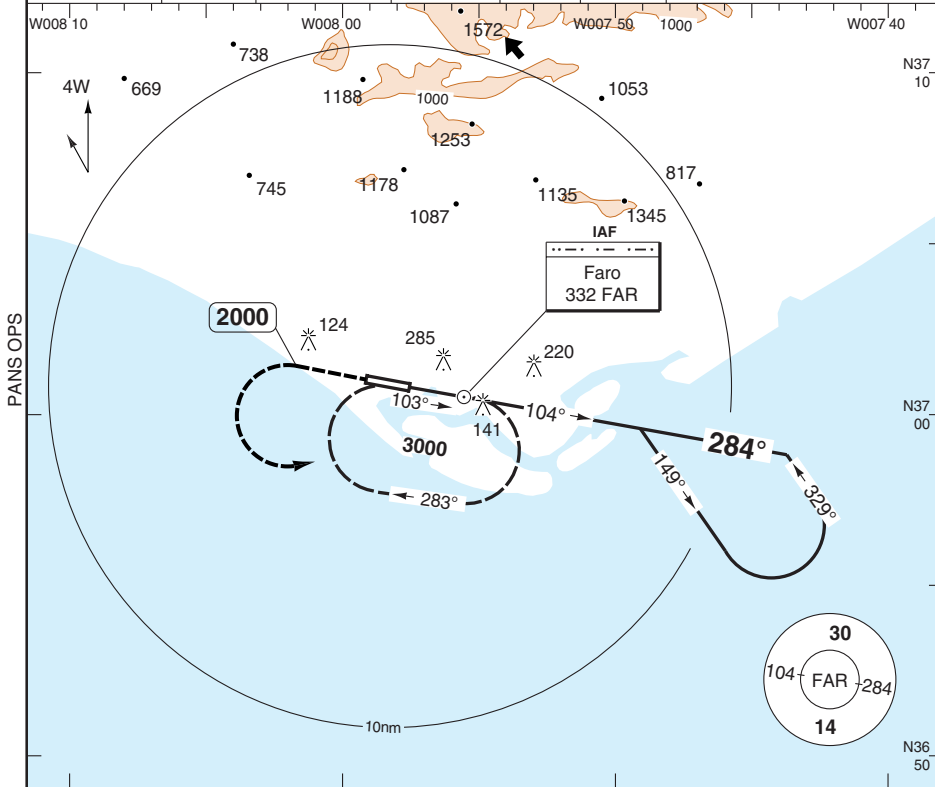 W008 10
W008 00
1572
W007 50
1000
W007 40
738
N37
10
4W
669
1188
1000
1053
1253
745
1178
1087
1135
1345
817
IAF
Faro
332 FAR
PANS OPS
2000
124
285
220
103°
141
104°
N37
00
3000
284°
149°
329°
283°
30
104
FAR
284
14
10nm
N36
50